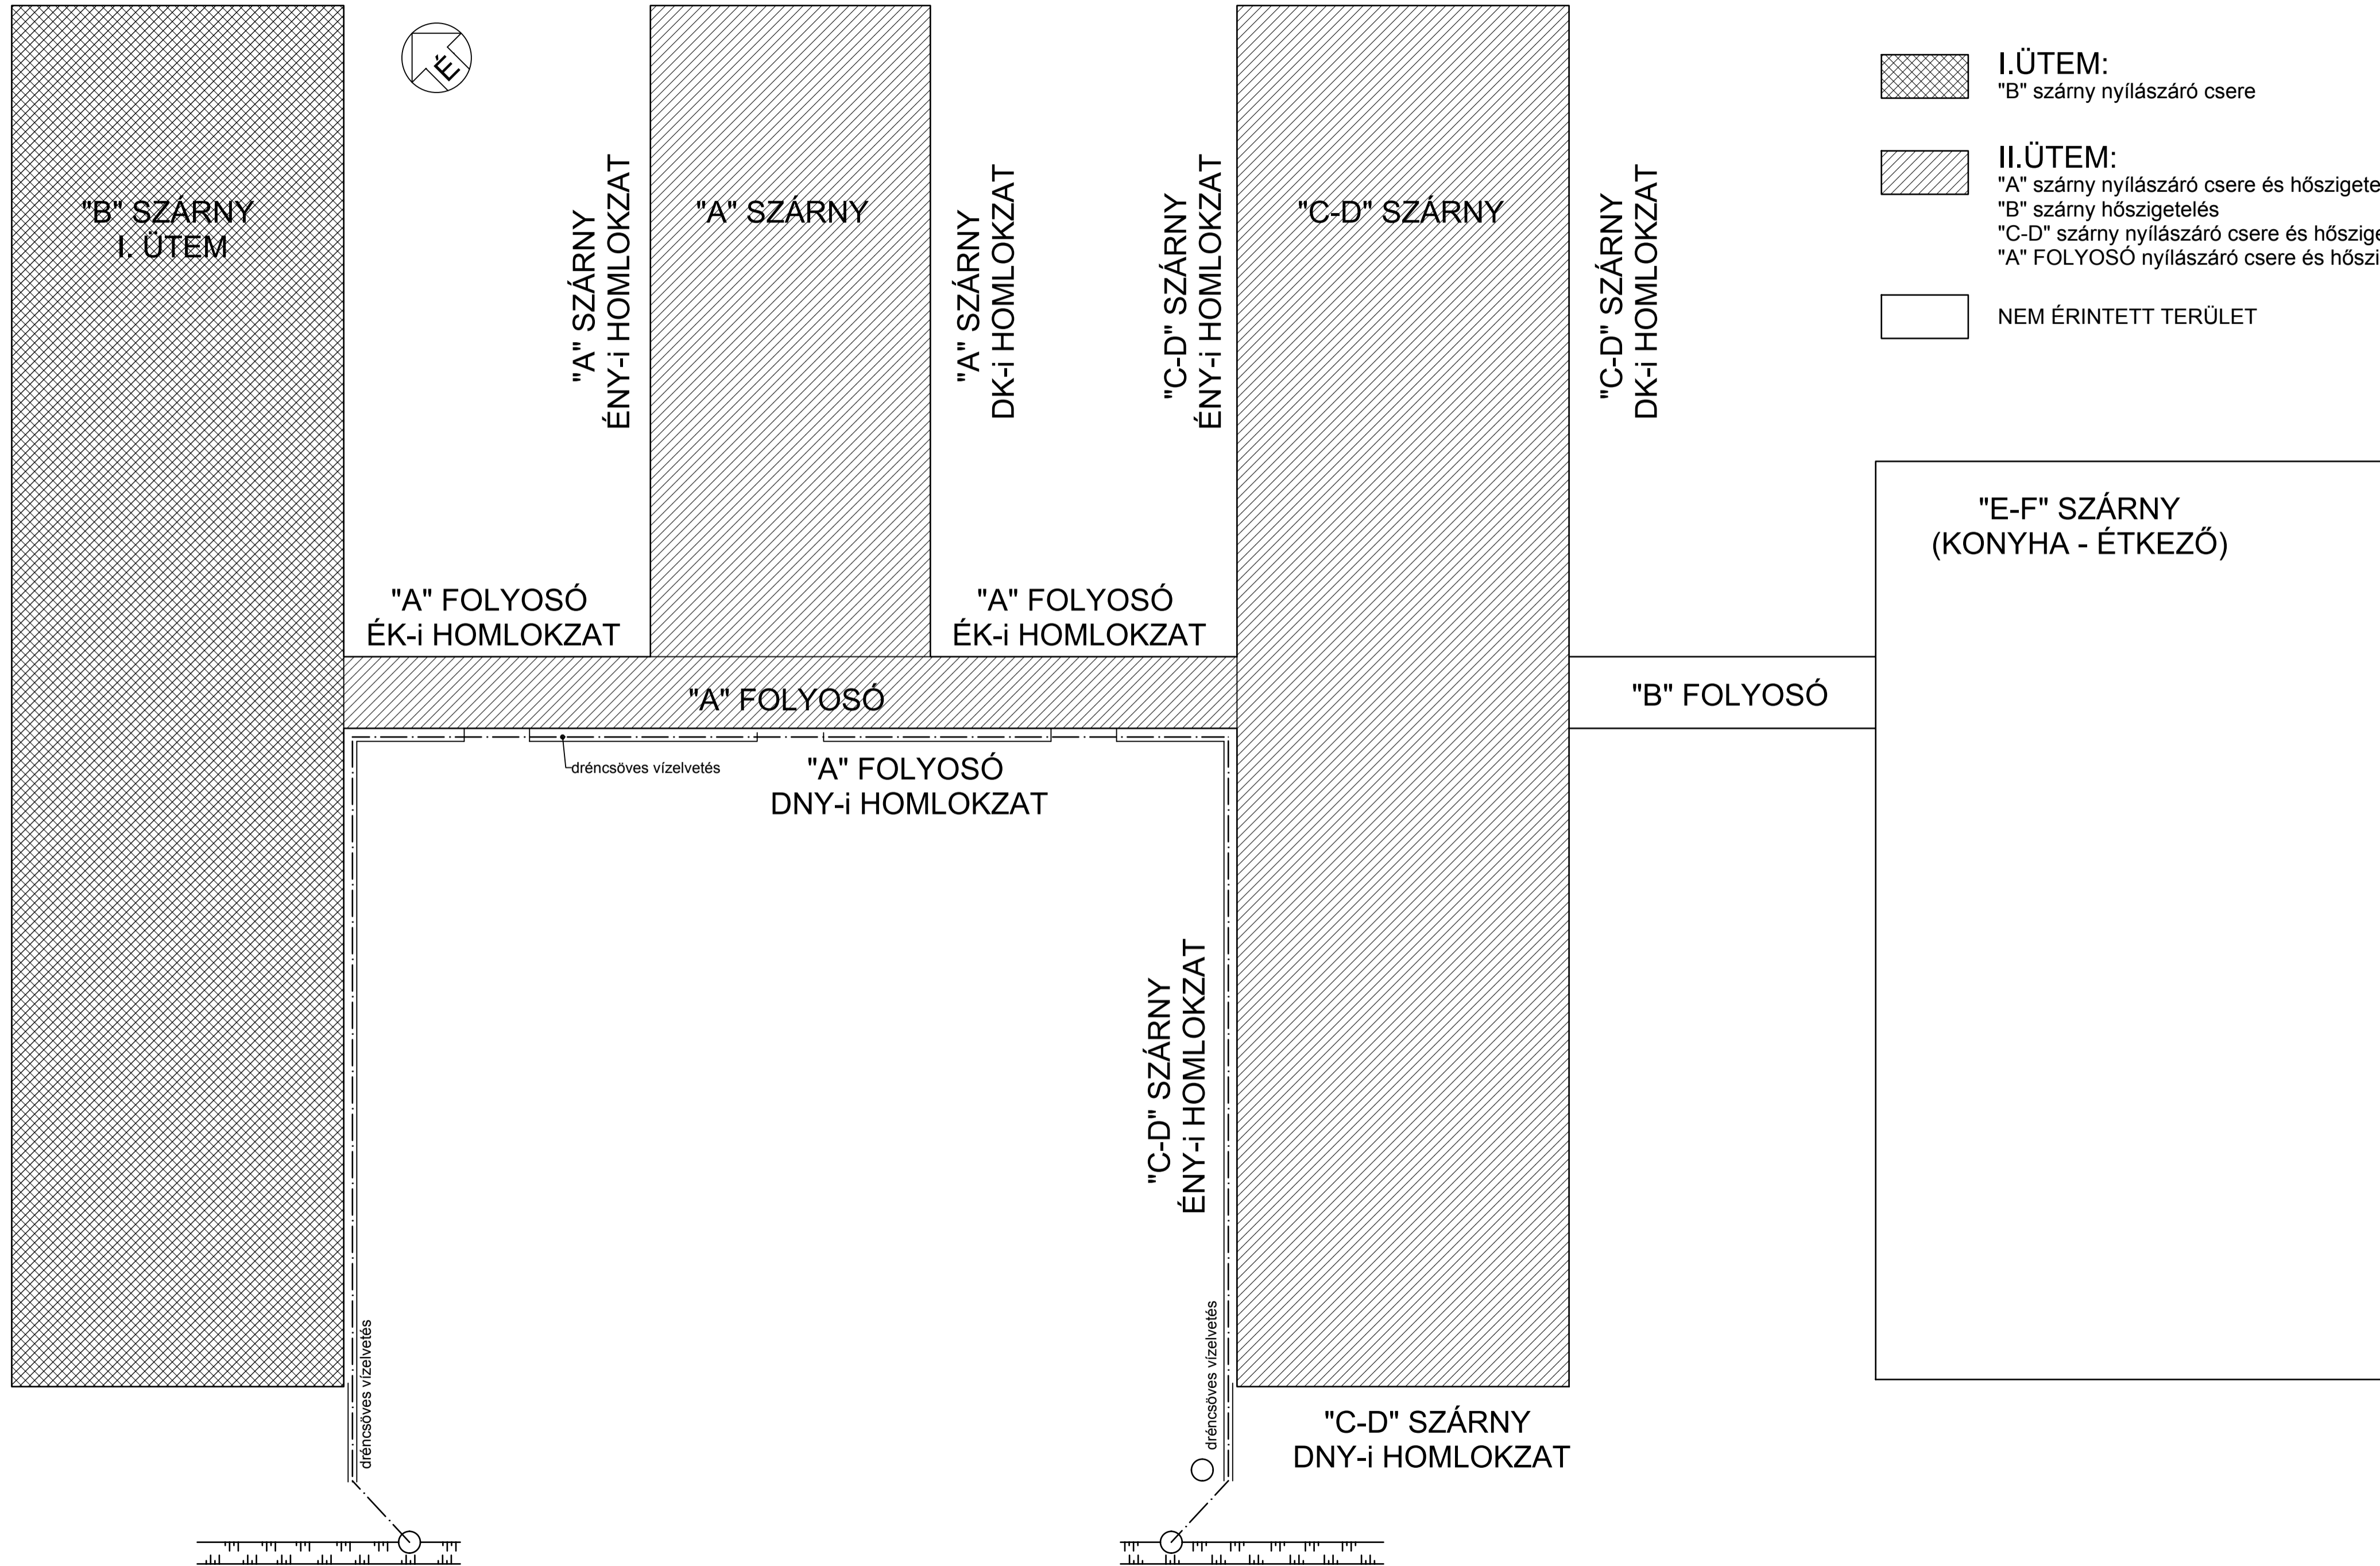 É
I.ÜTEM:
"B" szárny nyílászáró csere
II.ÜTEM:
"A" szárny nyílászáró csere és hőszigete
"B" szárny hőszigetelés
"C-D" szárny nyílászáró csere és hőszige
"A" FOLYOSÓ nyílászáró csere és hőszi
NEM ÉRINTETT TERÜLET
"B" SZÁRNY
I. ÜTEM
"A" SZÁRNY
ÉNY-i HOMLOKZAT
"A" SZÁRNY
"A" SZÁRNY
DK-i HOMLOKZAT
"C-D" SZÁRNY
ÉNY-i HOMLOKZAT
"C-D" SZÁRNY
"C-D" SZÁRNY
DK-i HOMLOKZAT
"E-F" SZÁRNY
(KONYHA - ÉTKEZŐ)
"A" FOLYOSÓ
ÉK-i HOMLOKZAT
"A" FOLYOSÓ
ÉK-i HOMLOKZAT
"A" FOLYOSÓ
"B" FOLYOSÓ
dréncsöves vízelvetés
"A" FOLYOSÓ
DNY-i HOMLOKZAT
"C-D" SZÁRNY
ÉNY-i HOMLOKZAT
dréncsöves vízelvetés
dréncsöves vízelvetés
"C-D" SZÁRNY
DNY-i HOMLOKZAT